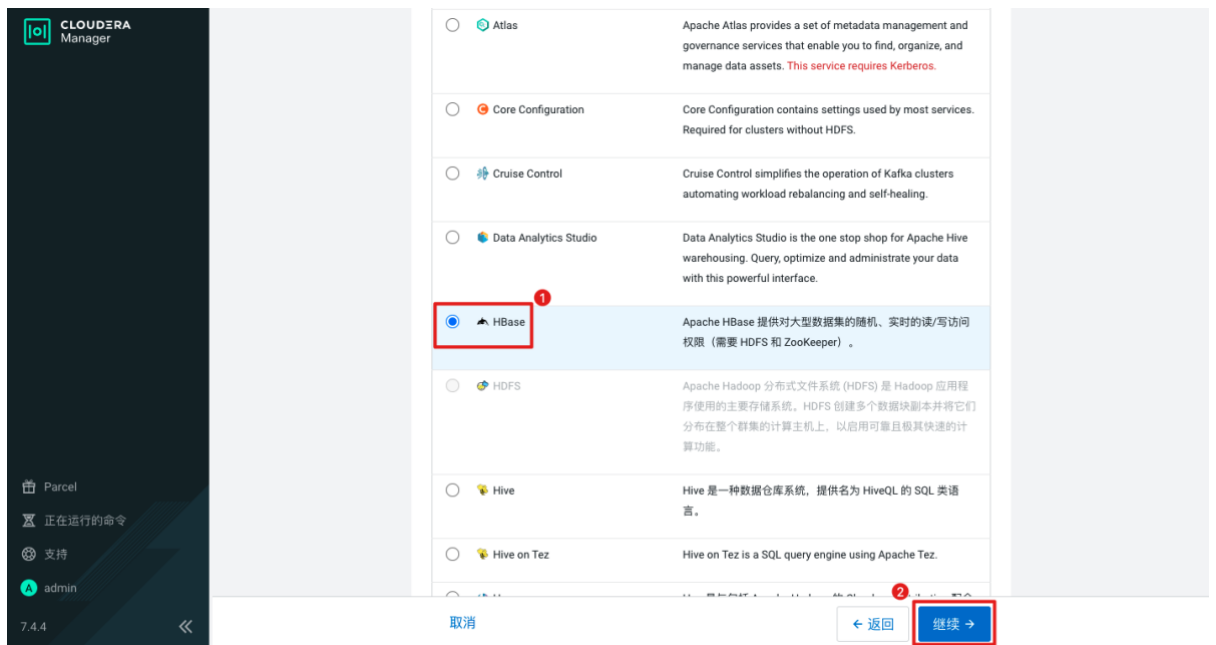 CLOUDERA
Manager
Atlas
Apache Atlas provides a set of metadata management and
governance services that enable you to find, organize, and
manage data assets. This service requires Kerberos.
Core Configuration
Core Configuration contains settings used by most services.
Required for clusters without HDFS.
Cruise Control
Cruise Control simplifies the operation of Kafka clusters
automating workload rebalancing and self-healing.
Data Analytics Studio
Data Analytics Studio is the one stop shop for Apache Hive
warehousing. Query, optimize and administrate your data
with this powerful interface.
1
HBase
Apache HBase 提供对大型数据集的随机、实时的读/写访问
权限（需要 HDFS 和 ZooKeeper）。
HDFS
Apache Hadoop 分布式文件系统 (HDFS) 是 Hadoop 应用程
序使用的主要存储系统。HDFS 创建多个数据块副本并将它们
分布在整个群集的计算主机上，以启用可靠且极其快速的计
算功能。
Hive
Hive 是一种数据仓库系统，提供名为 HiveQL 的 SQL 类语
言。
Hive on Tez
Hive on Tez is a SQL query engine using Apache Tez.
Parcel
正在运行的命令
支持
A admin
7.4.4
取消
返回
2
继续